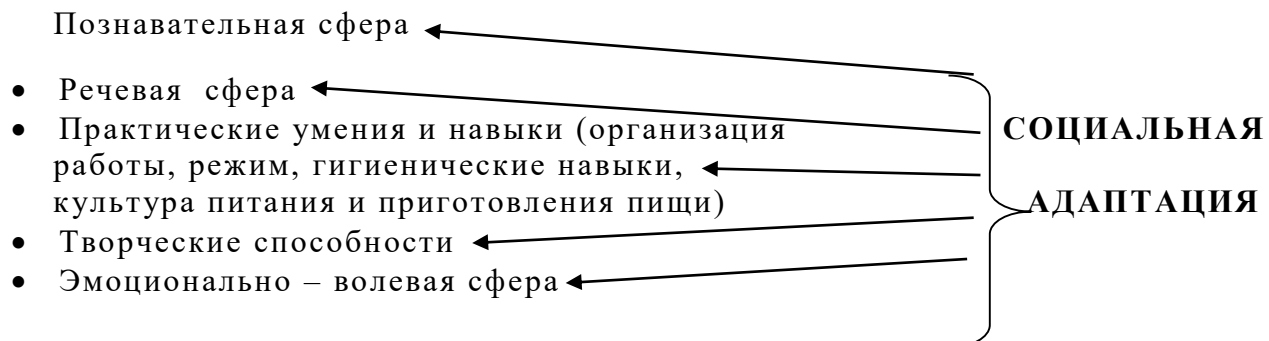 Познавательная сфера
• Речевая сфера
• Практические умения и навыки (организация
работы, режим, гигиенические навыки,
культура питания и приготовления пищи)
• Творческие способности
• Эмоционально – волевая сфера
СОЦИАЛЬНАЯ
АДАПТАЦИЯ